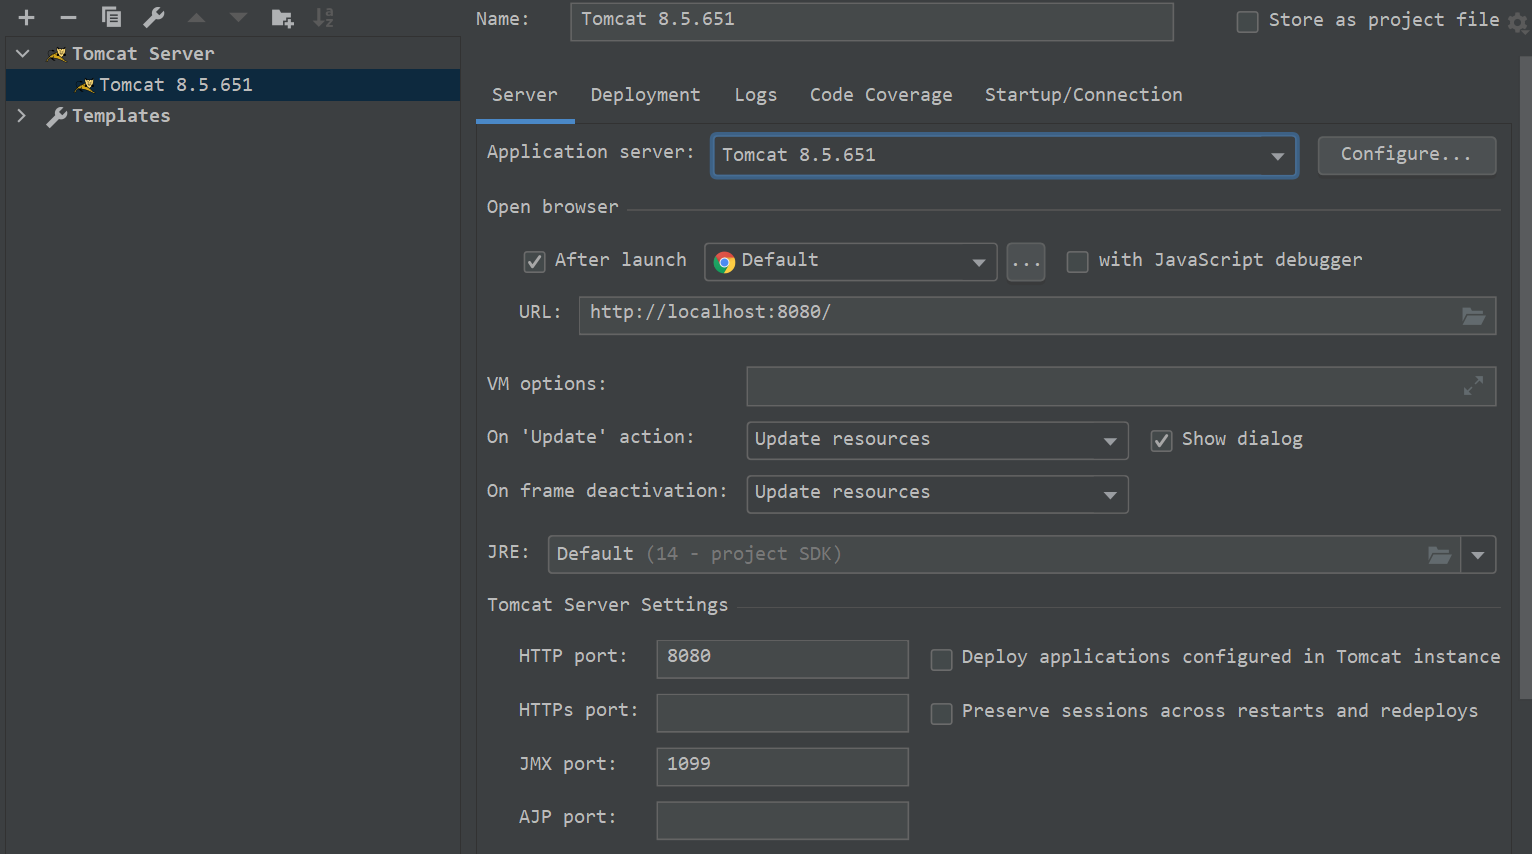 Name: Tomcat 8.5.651 Store as project file
Tomcat Server
Tomcat 8.5.651
Templates
Server Deployment Logs Code Coverage Startup/Connection
Application server: Tomcat 8.5.651 Configure...
Open browser
After launch Default ... with JavaScript debugger
URL: http://localhost:8080/
VM options:
On 'Update' action: Update resources Show dialog
On frame deactivation: Update resources
JRE: Default (14 - project SDK)
Tomcat Server Settings
HTTP port: 8080 Deploy applications configured in Tomcat instance
HTTPs port: Preserve sessions across restarts and redeploys
JMX port: 1099
AJP port: